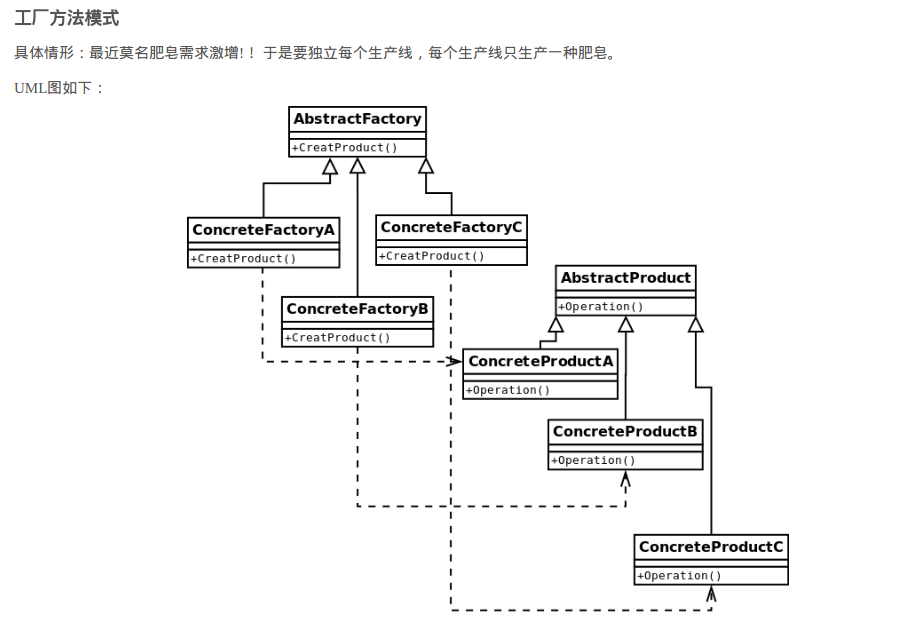 工厂方法模式
具体情形：最近莫名肥皂需求激增!！于是要独立每个生产线，每个生产线只生产一种肥皂。
UML图如下：
AbstractFactory
+CreatProduct()
ConcreteFactoryA
+CreatProduct()
ConcreteFactoryC
+CreatProduct()
AbstractProduct
+Operation()
ConcreteFactoryB
+CreatProduct()
ConcreteProductA
+Operation()
ConcreteProductB
+Operation()
ConcreteProductC
+Operation()